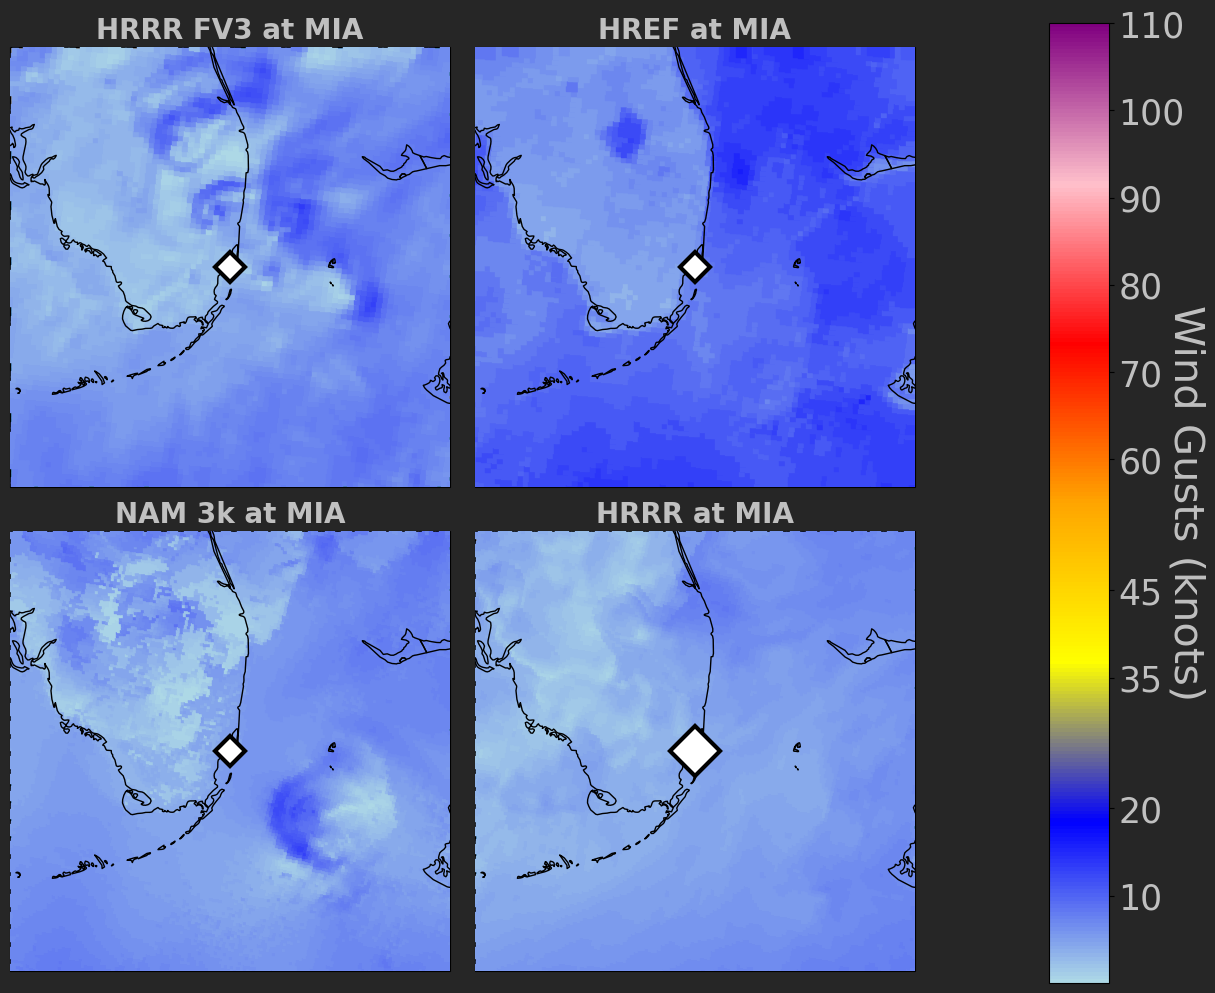 HRRR FV3 at MIA
HREF at MIA
NAM 3k at MIA
HRRR at MIA
110
100
90
80
70
60
45
35
20
10
Wind Gusts (knots)